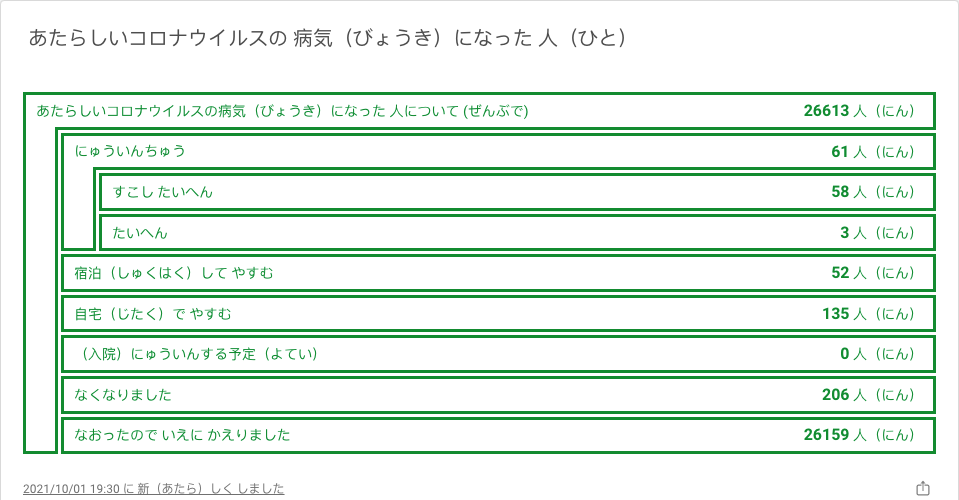 あたらしいコロナウイルスの 病気（びょうき）になった 人（ひと）
あたらしいコロナウイルスの病気（びょうき）になった 人について (ぜんぶで) 26613 人（にん）
にゅういんちゅう 61 人（にん）
すこし たいへん 58 人（にん）
たいへん 3 人（にん）
宿泊（しゅくはく）して やすむ 52 人（にん）
自宅（じたく）で やすむ 135 人（にん）
（入院）にゅういんする予定（よてい） 0 人（にん）
なくなりました 206 人（にん）
なおったので いえに かえりました 26159 人（にん）
2021/10/01 19:30 に 新（あたら）しく しました